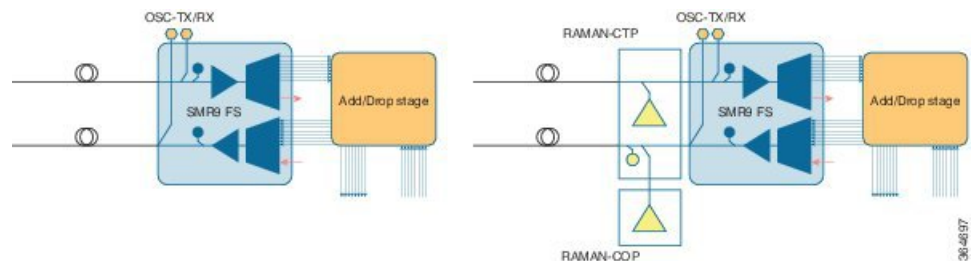 OSC-TX/RX
SMR9 FS
Add/Drop stage
RAMAN-CTP
OSC-TX/RX
SMR9 FS
Add/Drop stage
RAMAN-COP
364697